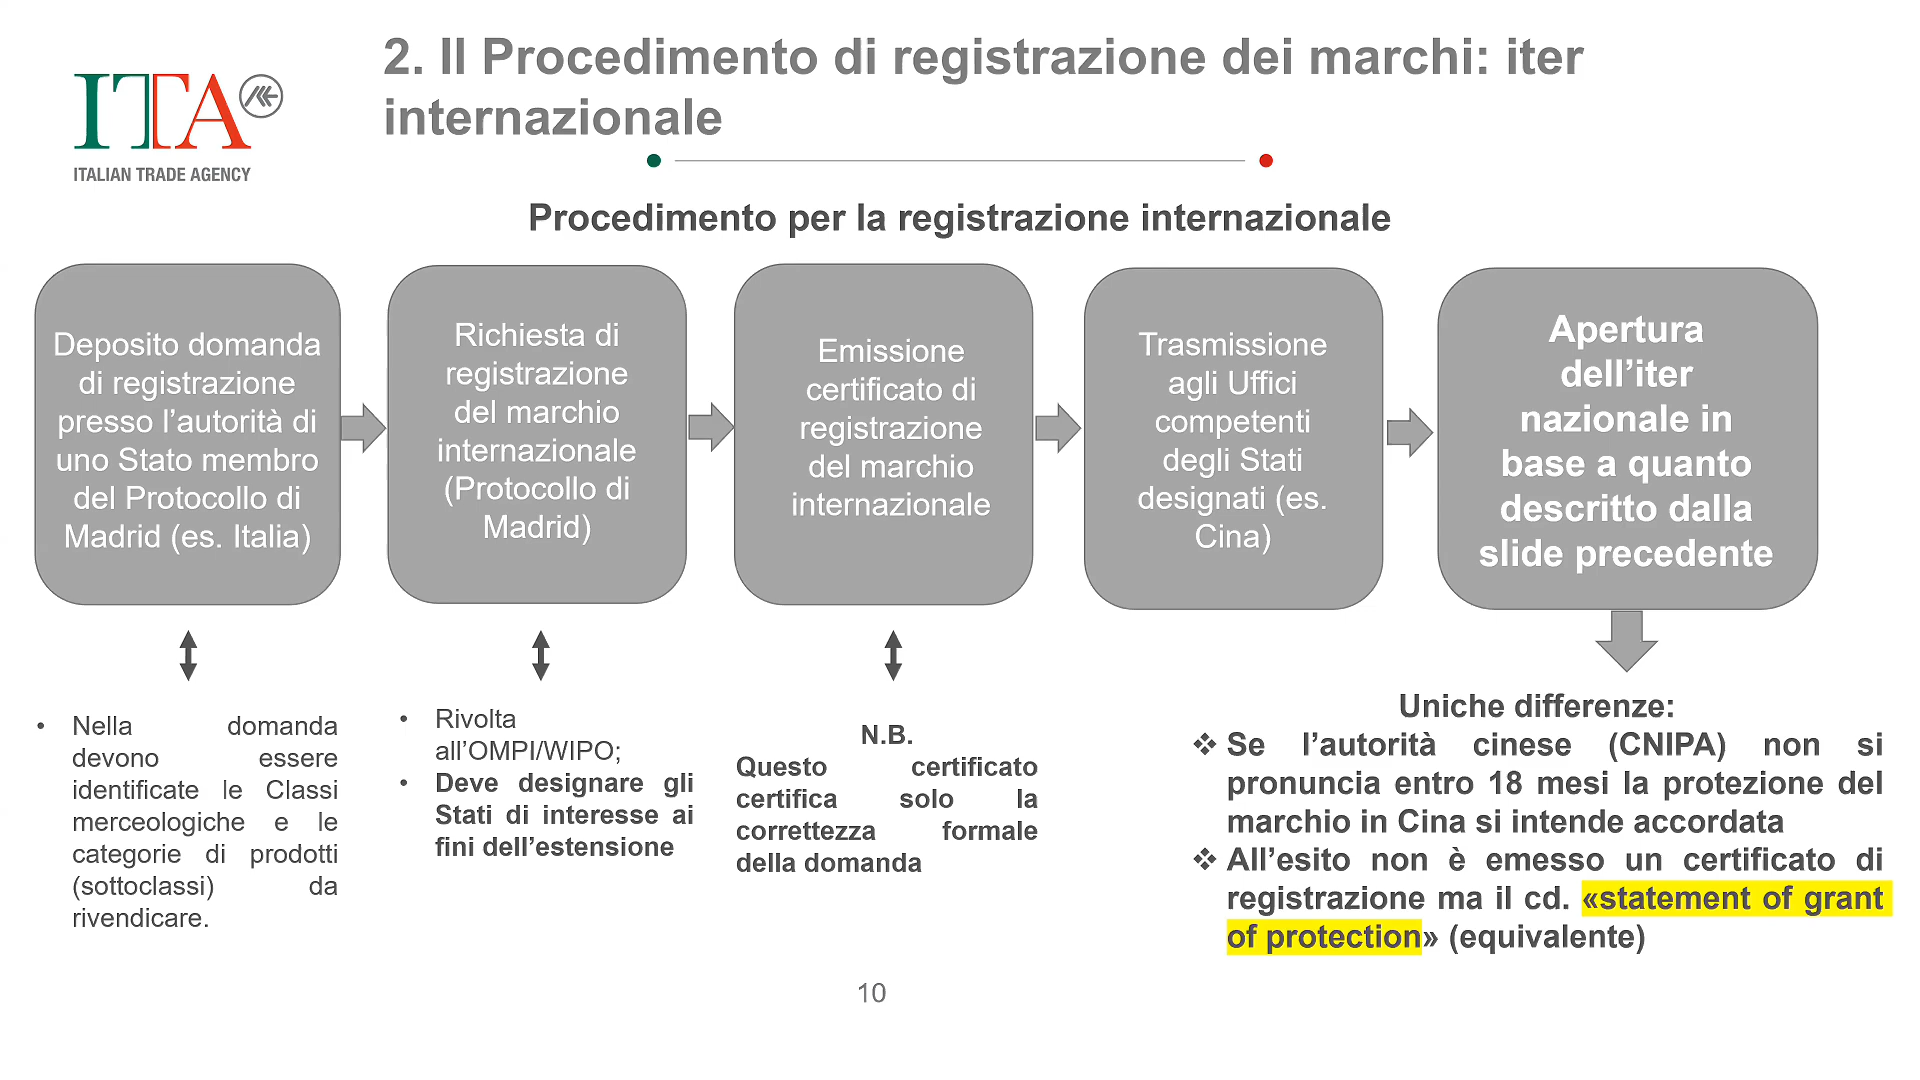 2. Il Procedimento di registrazione dei marchi: iter
internazionale
ITA
ITALIAN TRADE AGENCY
Procedimento per la registrazione internazionale
Deposito domanda
di registrazione
presso l’autorità di
uno Stato membro
del Protocollo di
Madrid (es. Italia)
Richiesta di
registrazione
del marchio
internazionale
(Protocollo di
Madrid)
Emissione
certificato di
registrazione
del marchio
internazionale
Trasmissione
agli Uffici
competenti
degli Stati
designati (es.
Cina)
Apertura
dell’iter
nazionale in
base a quanto
descritto dalla
slide precedente
• Nella domanda
devono essere
identificate le Classi
merceologiche e le
categorie di prodotti
(sottoclassi) da
rivendicare.
• Rivolta
all’OMPI/WIPO;
• Deve designare gli
Stati di interesse ai
fini dell’estensione
N.B.
Questo certificato
certifica solo la
correttezza formale
della domanda
Uniche differenze:
❖ Se l’autorità cinese (CNIPA) non si
pronuncia entro 18 mesi la protezione del
marchio in Cina si intende accordata
❖ All’esito non è emesso un certificato di
registrazione ma il cd. «statement of grant
of protection» (equivalente)
10